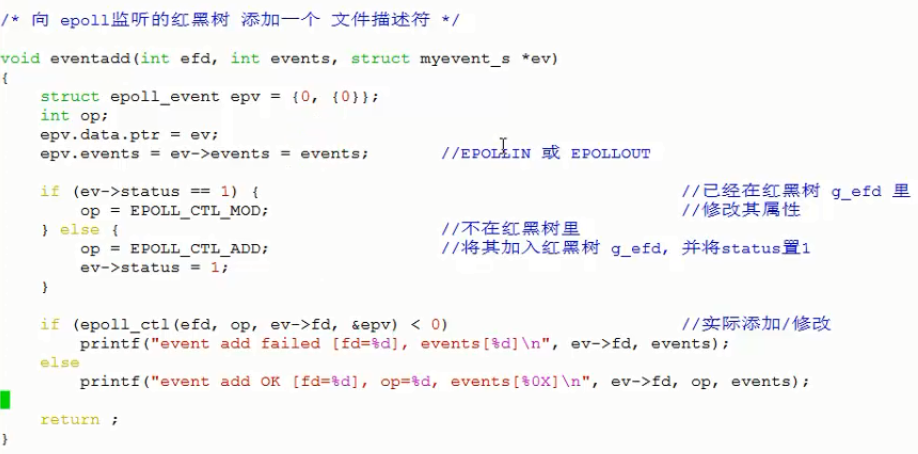 /* 向 epoll监听的红黑树 添加一个 文件描述符 */
void eventadd(int efd, int events, struct myevent_s *ev)
{
    struct epoll_event epv = {0, {0}};
    int op;
    epv.data.ptr = ev;
    epv.events = ev->events = events;       //EPOLLIN 或 EPOLLOUT
    if (ev->status == 1) {                                          //已经在红黑树 g_efd 里
        op = EPOLL_CTL_MOD;                                         //修改其属性
    } else {                                //不在红黑树里
        op = EPOLL_CTL_ADD;                 //将其加入红黑树 g_efd, 并将status置1
        ev->status = 1;
    }
    if (epoll_ctl(efd, op, ev->fd, &epv) < 0)                       //实际添加/修改
        printf("event add failed [fd=%d], events[%d]\n", ev->fd, events);
    else
        printf("event add OK [fd=%d], op=%d, events[%0X]\n", ev->fd, op, events);
    return ;
}